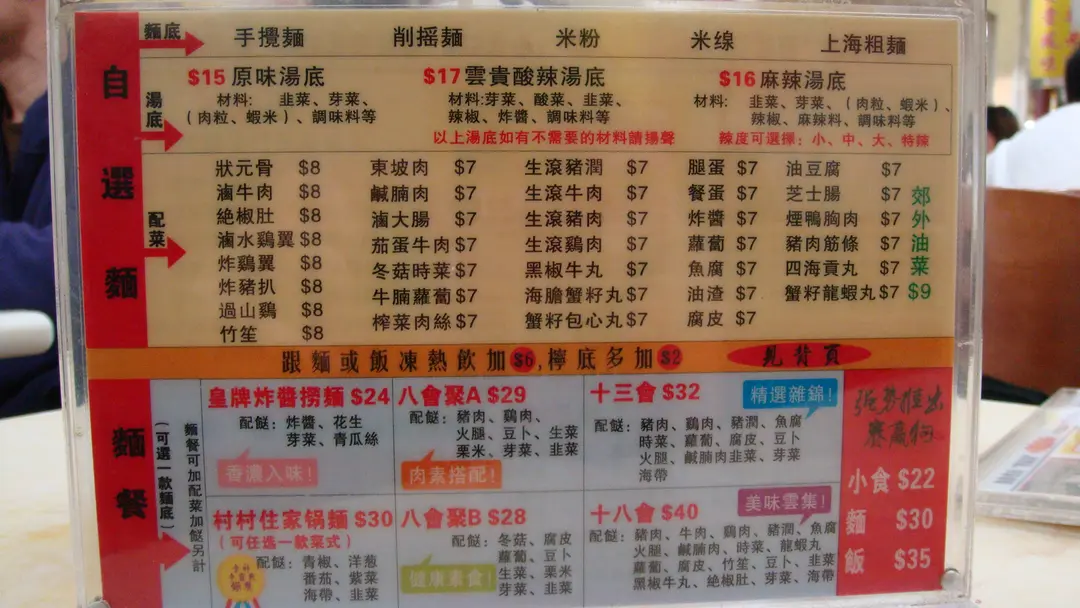 自選麵
麵底
手攪麵 削摇麵 米粉 米线 上海粗麵
湯底
$15原味湯底
材料: 韭菜、芽菜、
(肉粒、蝦米)、調味料等
$17雲貴酸辣湯底
材料:芽菜、酸菜、韭菜、
辣椒、炸醬、調味料等
$16麻辣湯底
材料: 韭菜、芽菜、(肉粒、蝦米)、
辣椒、麻辣料、調味料等
以上湯底如有不需要的材料請揚聲
辣度可選擇:小、中、大、特辣
配菜
狀元骨 $8
滷牛肉 $8
絕椒肚 $8
滷水鷄翼 $8
炸鷄翼 $8
炸豬扒 $8
過山鷄 $8
竹笙 $8
東坡肉 $7
鹹腩肉 $7
滷大腸 $7
茄蛋牛肉 $7
冬菇時菜 $7
牛腩蘿蔔 $7
榨菜肉絲 $7
生滾豬潤 $7
生滾牛肉 $7
生滾豬肉 $7
生滾鷄肉 $7
黑椒牛丸 $7
海膽蟹籽丸 $7
蟹籽包心丸 $7
腿蛋 $7
餐蛋 $7
炸醬 $7
蘿蔔 $7
魚腐 $7
油渣 $7
腐皮 $7
油豆腐 $7
芝士腸 $7
煙鴨胸肉 $7
豬肉筋條 $7
四海貢丸 $7
蟹籽龍蝦丸 $7
郊外油菜 $9
跟麵或飯凍熱飲加$6,檸底多加$2
見背頁
麵餐
(可選一款麵底)
麵餐可加配菜加餸另計
皇牌炸醬撈麵 $24
配餸: 炸醬、花生
芽菜、青瓜絲
香濃入味!
八會聚A $29
配餸: 豬肉、鷄肉、
火腿、豆卜、生菜
粟米、芽菜、韭菜
肉素搭配!
十三會 $32
精選雜錦!
配餸: 豬肉、鷄肉、豬潤、魚腐
時菜、蘿蔔、腐皮、豆卜
火腿、鹹腩肉韭菜、芽菜
海帶
村村住家锅麵 $30
(可任选一款菜式)
配餸: 青椒、洋葱
番茄、紫菜
海帶、韭菜
八會聚B $28
配餸: 冬菇、腐皮
蘿蔔、豆卜
生菜、粟米
芽菜、韭菜
健康素食!
十八會 $40
美味雲集!
配餸: 豬肉、牛肉、鷄肉、豬潤、魚腐
火腿、鹹腩肉、時菜、龍蝦丸
蘿蔔、腐皮、竹笙、豆卜、韭菜
黑椒牛丸、絕椒肚、芽菜、海帶
小食 $22
麵 $30
飯 $35